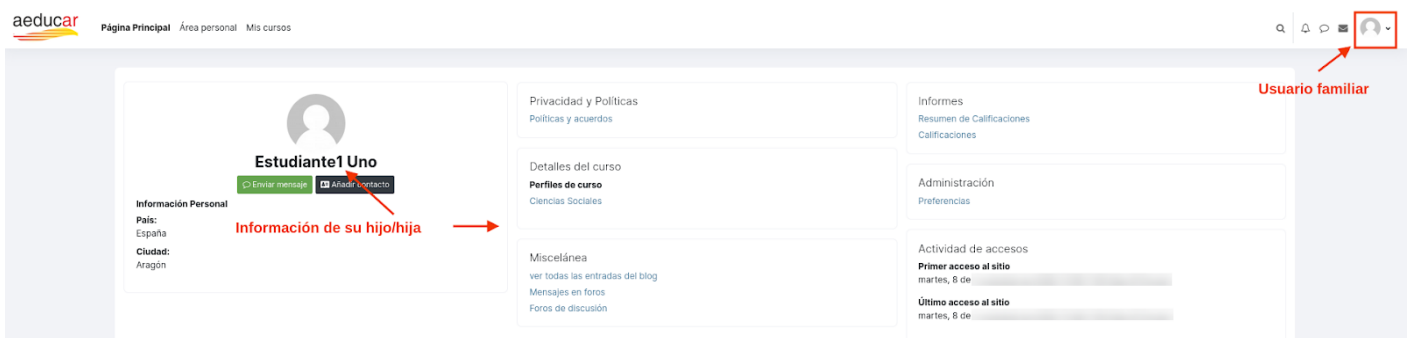 aeducar
Página Principal Área personal Mis cursos
Usuario familiar
Estudiante1 Uno
Enviar mensaje
Añadir contacto
Información Personal
País:
España
Ciudad:
Aragón
Información de su hijo/hija
Privacidad y Políticas
Políticas y acuerdos
Detalles del curso
Perfiles de curso
Ciencias Sociales
Miscelánea
ver todas las entradas del blog
Mensajes en foros
Foros de discusión
Informes
Resumen de Calificaciones
Calificaciones
Administración
Preferencias
Actividad de accesos
Primer acceso al sitio
martes, 8 de
Último acceso al sitio
martes, 8 de